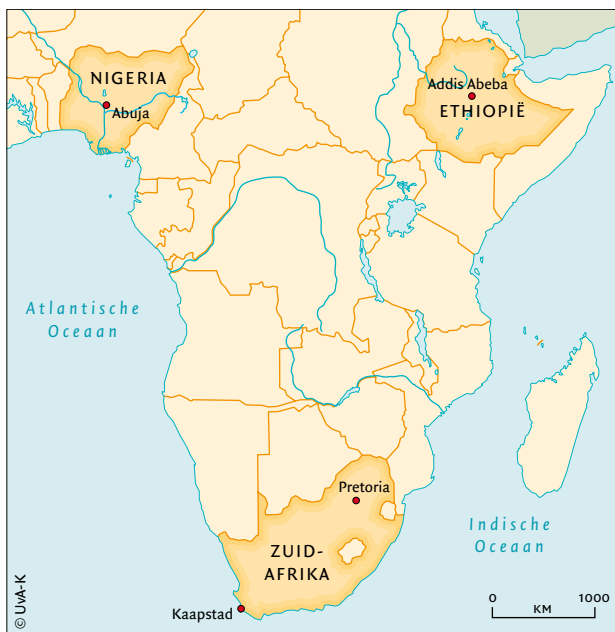 NIGERIA
Abuja
Addis Abeba
ETHIOPIË
Atlantische
Oceaan
Pretoria
ZUID-
AFRIKA
Kaapstad
Indische
Oceaan
0 1000
KM
© UvA-K